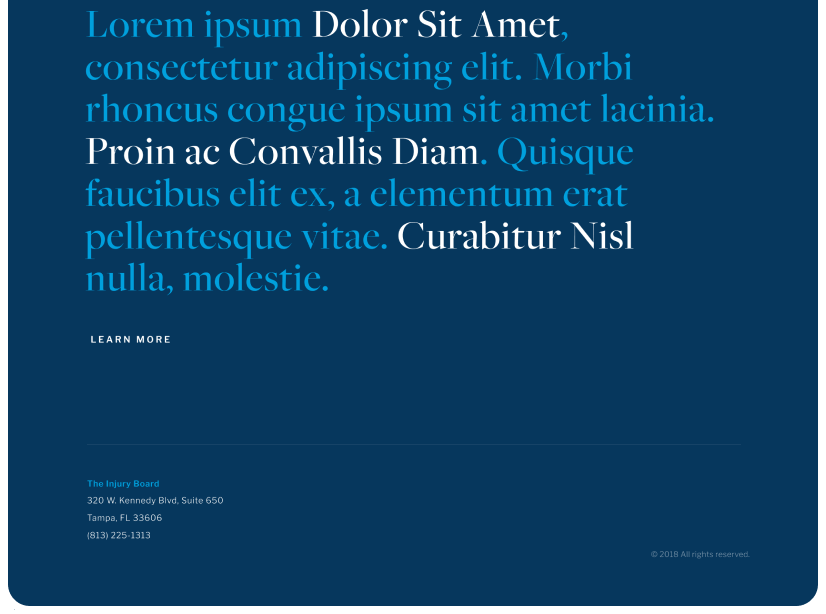 Lorem ipsum Dolor Sit Amet,
consectetur adipiscing elit. Morbi
rhoncus congue ipsum sit amet lacinia.
Proin ac Convallis Diam. Quisque
faucibus elit ex, a elementum erat
pellentesque vitae. Curabitur Nisl
nulla, molestie.
LEARN MORE
The Injury Board
320 W. Kennedy Blvd, Suite 650
Tampa, FL 33606
(813) 225-1313
© 2018 All rights reserved.